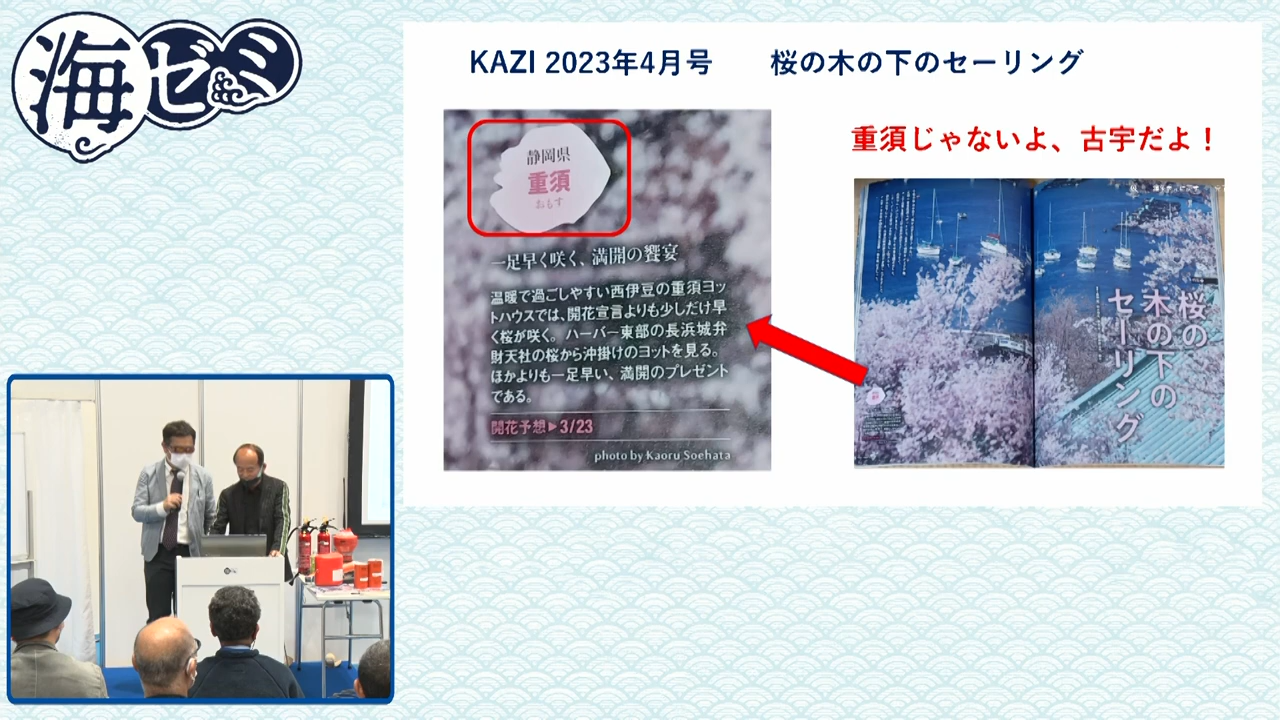 海ゼミ
KAZI 2023年4月号 桜の木の下のセーリング
静岡県
重須
おもす
一足早く咲く、満開の饗宴
温暖で過ごしやすい西伊豆の重須ヨッ
トハウスでは、開花宣言よりも少しだけ早
く桜が咲く。ハーバー東部の長浜城弁
財天社の桜から沖掛けのヨットを見る。
ほかよりも一足早い、満開のプレゼント
である。
開花予想▶3/23
photo by Kaoru Soehata
重須じゃないよ、古宇だよ！
桜の
木の下の
セーリング